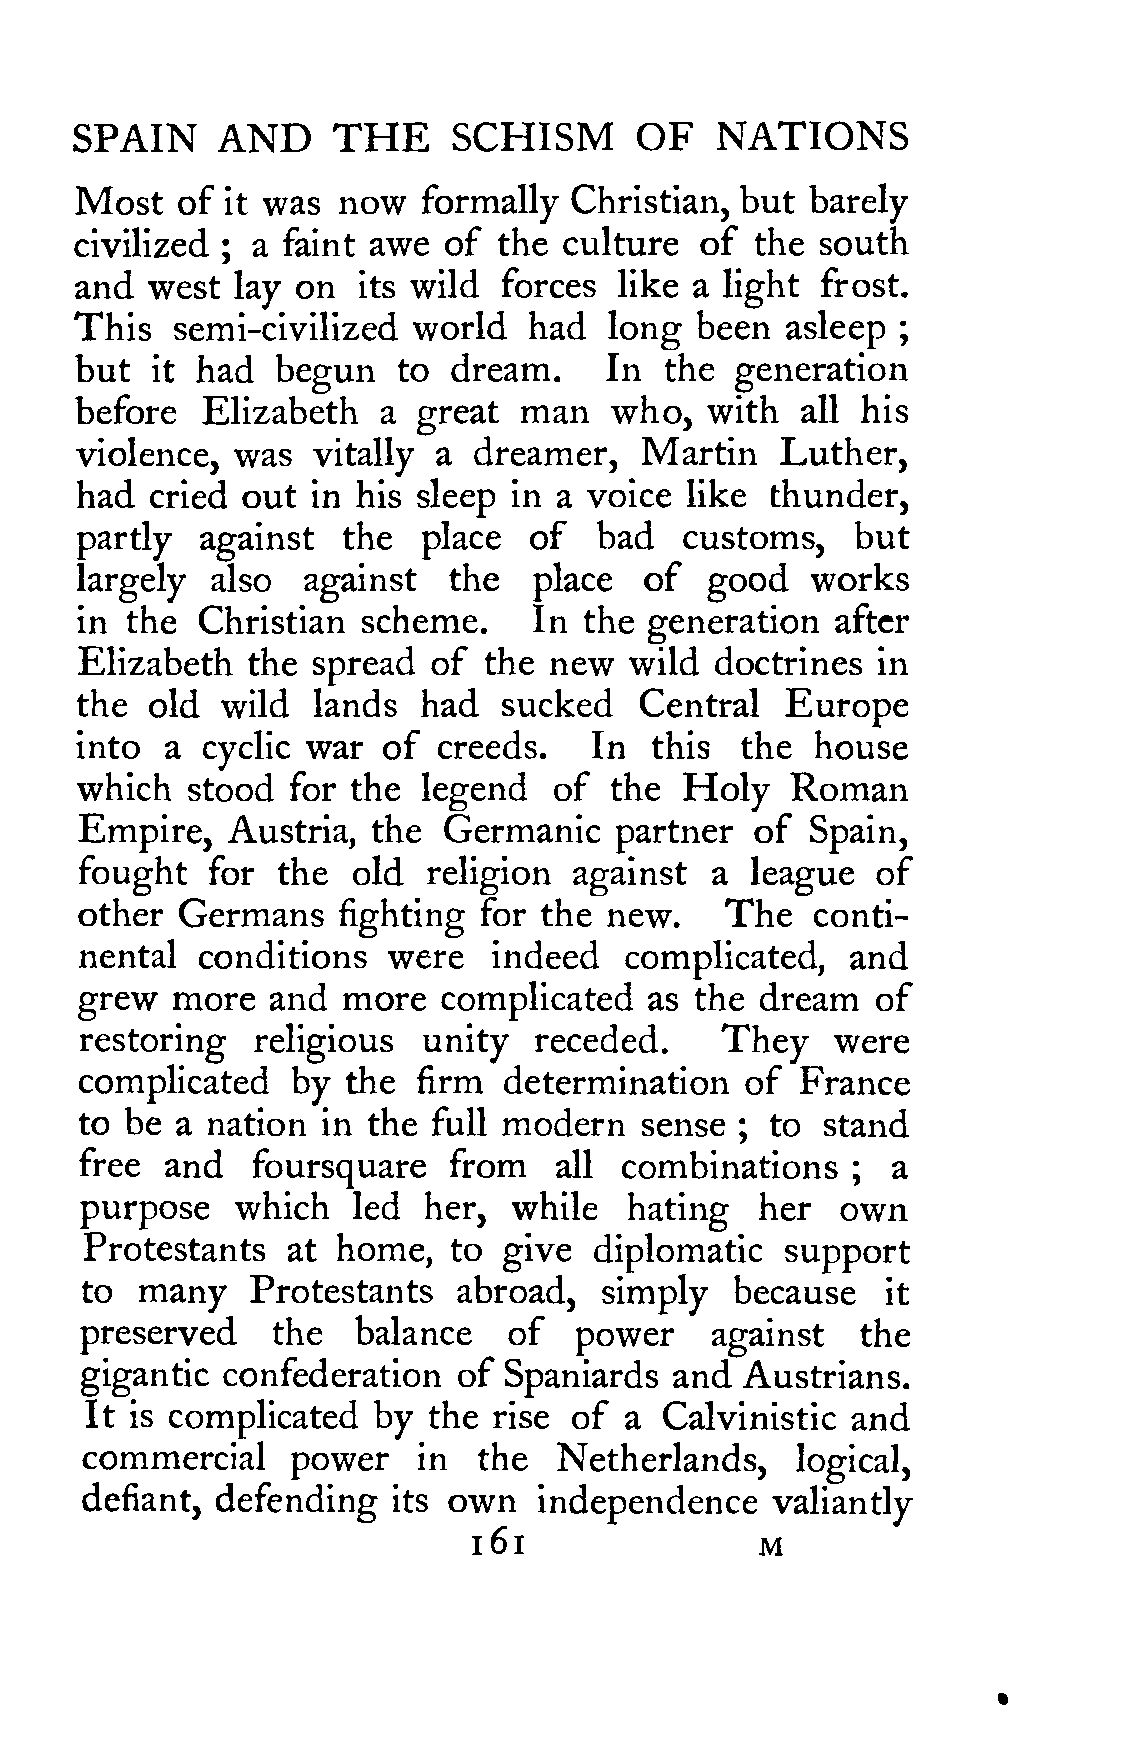 SPAIN AND THE SCHISM OF NATIONS
Most of it was now formally Christian, but barely
civilized ; a faint awe of the culture of the south
and west lay on its wild forces like a light frost.
This semi-civilized world had long been asleep ;
but it had begun to dream. In the generation
before Elizabeth a great man who, with all his
violence, was vitally a dreamer, Martin Luther,
had cried out in his sleep in a voice like thunder,
partly against the place of bad customs, but
largely also against the place of good works
in the Christian scheme. In the generation after
Elizabeth the spread of the new wild doctrines in
the old wild lands had sucked Central Europe
into a cyclic war of creeds. In this the house
which stood for the legend of the Holy Roman
Empire, Austria, the Germanic partner of Spain,
fought for the old religion against a league of
other Germans fighting for the new. The conti-
nental conditions were indeed complicated, and
grew more and more complicated as the dream of
restoring religious unity receded. They were
complicated by the firm determination of France
to be a nation in the full modern sense ; to stand
free and foursquare from all combinations ; a
purpose which led her, while hating her own
Protestants at home, to give diplomatic support
to many Protestants abroad, simply because it
preserved the balance of power against the
gigantic confederation of Spaniards and Austrians.
It is complicated by the rise of a Calvinistic and
commercial power in the Netherlands, logical,
defiant, defending its own independence valiantly
161 M